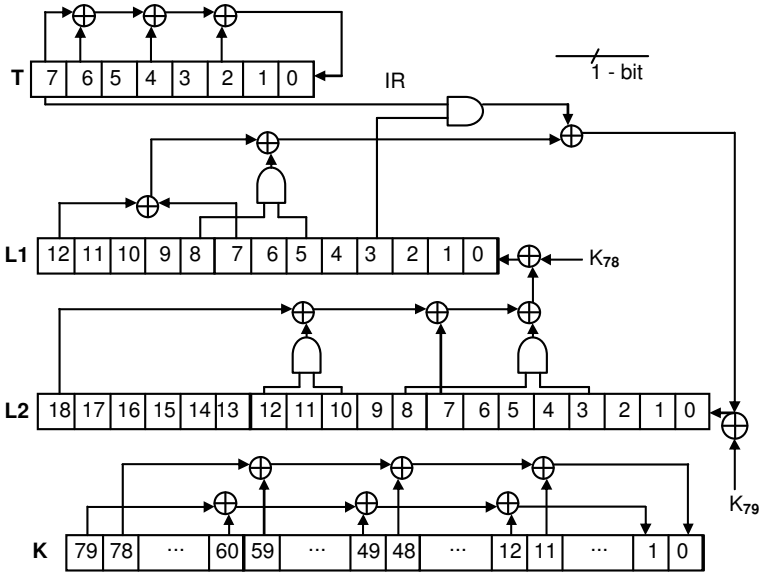 T 7 6 5 4 3 2 1 0
IR
1 - bit
L1 12 11 10 9 8 7 6 5 4 3 2 1 0
K78
L2 18 17 16 15 14 13 12 11 10 9 8 7 6 5 4 3 2 1 0
K79
K 79 78 ... 60 59 ... 49 48 ... 12 11 ... 1 0